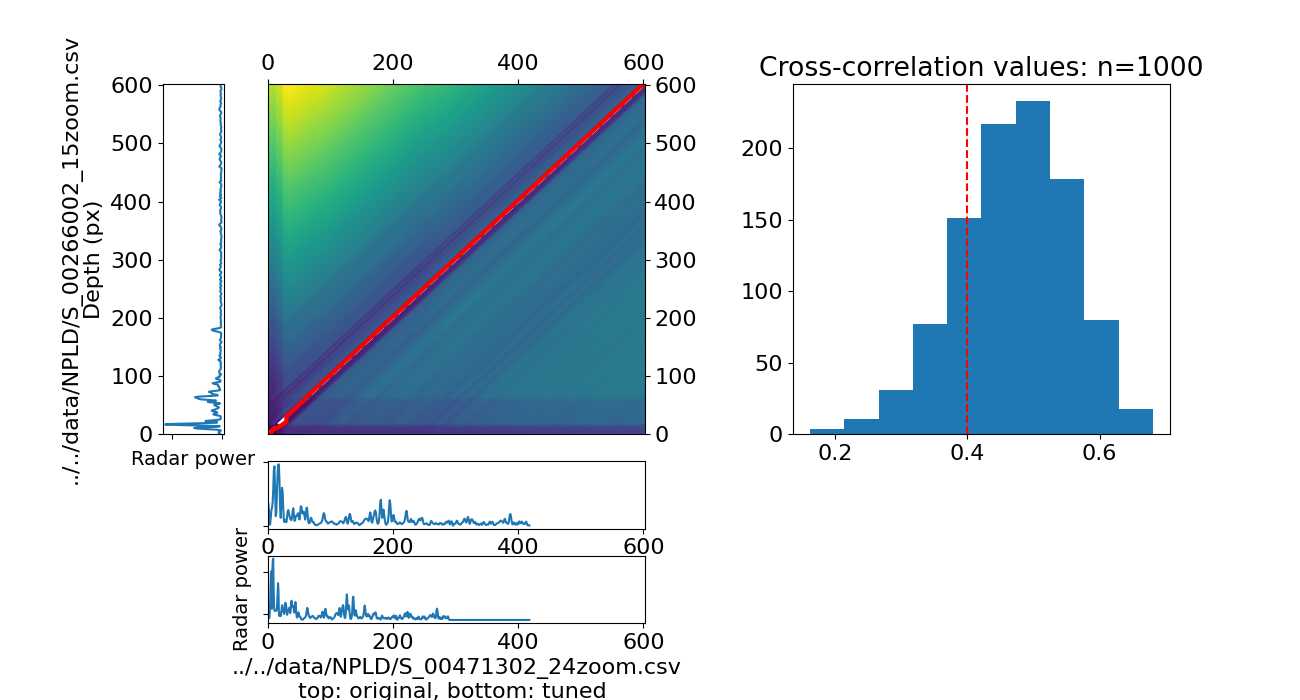 Cross-correlation values: n=1000
0 200 400 600
../../data/NPLD/S_00266002_15zoom.csv
Depth (px)
600
500
400
300
200
100
0
600
500
400
300
200
100
0
200
150
100
50
0
0.2 0.4 0.6
Radar power
0 200 400 600
Radar power
0 200 400 600
../../data/NPLD/S_00471302_24zoom.csv
top: original, bottom: tuned